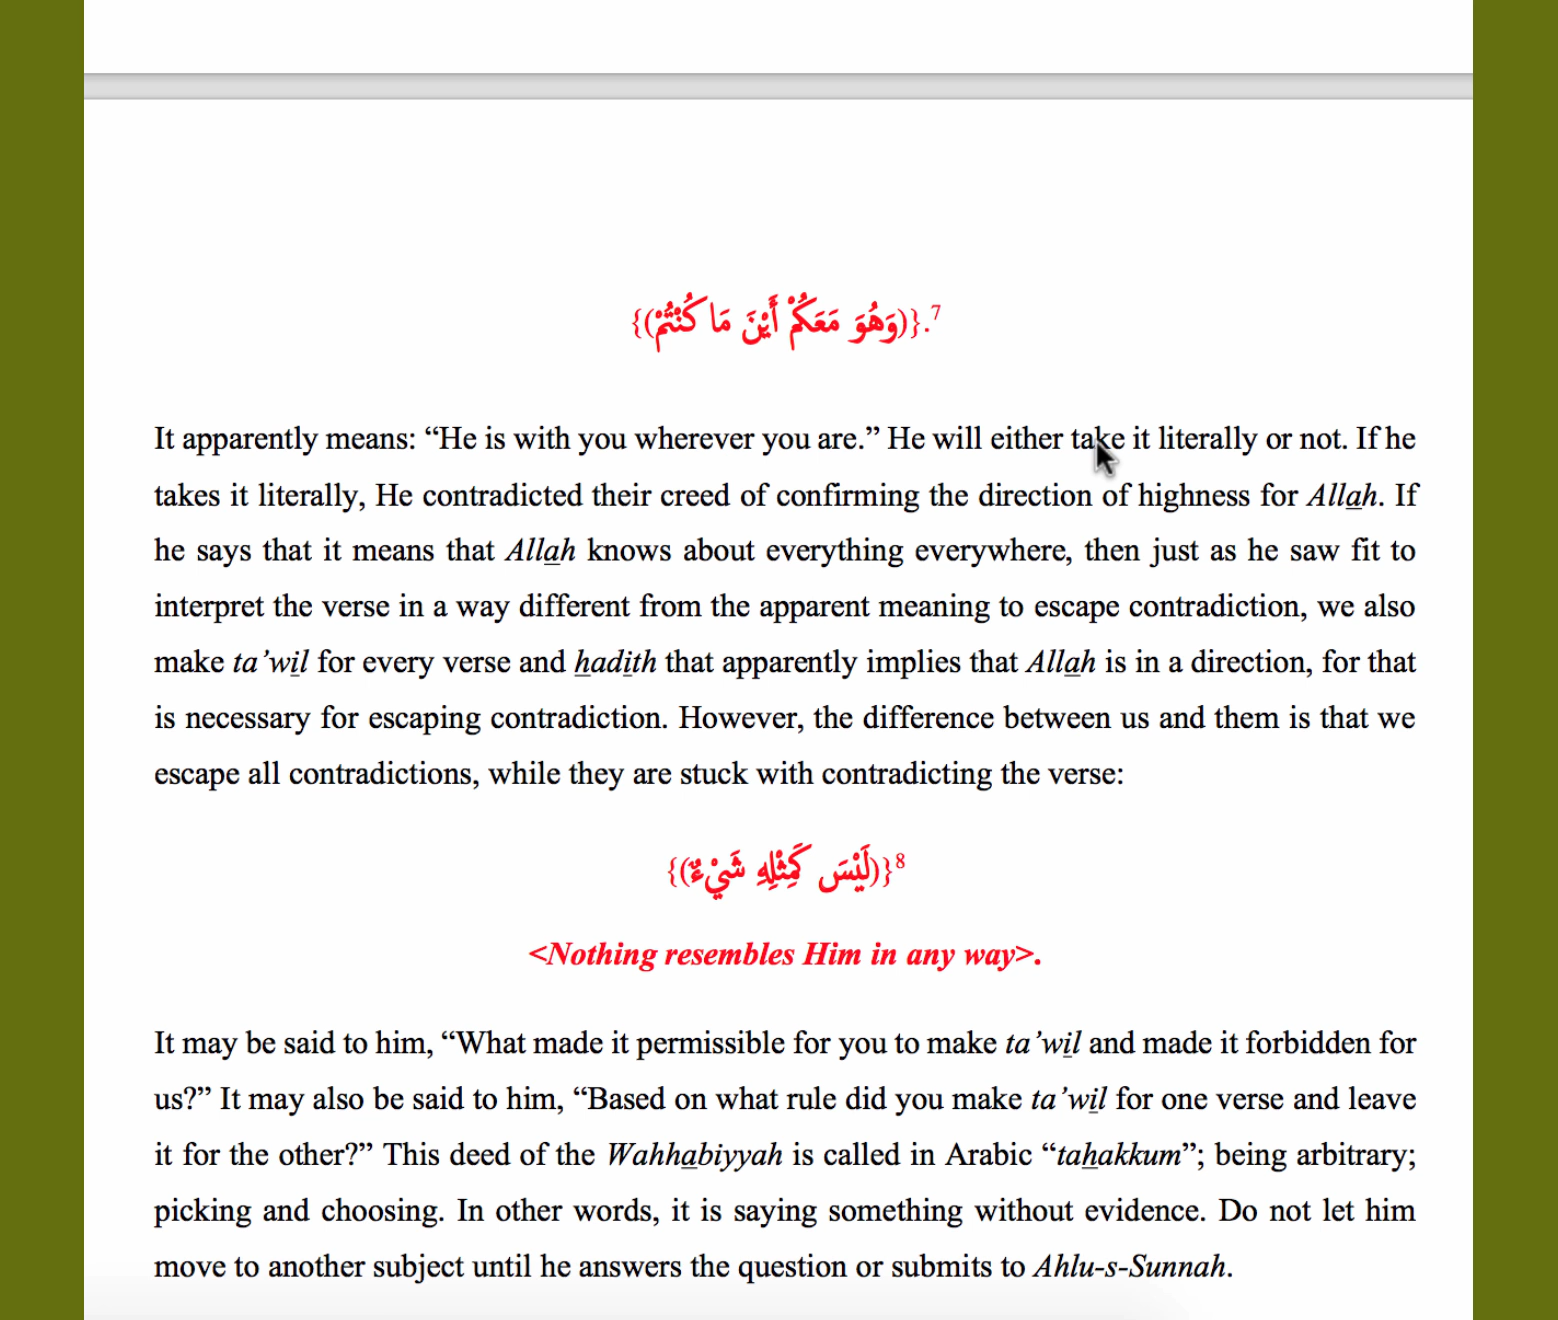 {(وَهُوَ مَعَكُمْ أَيْنَ مَا كُنْتُمْ)}.7
It apparently means: “He is with you wherever you are.” He will either take it literally or not. If he
takes it literally, He contradicted their creed of confirming the direction of highness for Allah. If
he says that it means that Allah knows about everything everywhere, then just as he saw fit to
interpret the verse in a way different from the apparent meaning to escape contradiction, we also
make ta’wil for every verse and hadith that apparently implies that Allah is in a direction, for that
is necessary for escaping contradiction. However, the difference between us and them is that we
escape all contradictions, while they are stuck with contradicting the verse:
{(لَيْسَ كَمِثْلِهِ شَيْءٌ)}8
<Nothing resembles Him in any way>.
It may be said to him, “What made it permissible for you to make ta’wil and made it forbidden for
us?” It may also be said to him, “Based on what rule did you make ta’wil for one verse and leave
it for the other?” This deed of the Wahhabiyyah is called in Arabic “tahakkum”; being arbitrary;
picking and choosing. In other words, it is saying something without evidence. Do not let him
move to another subject until he answers the question or submits to Ahlu-s-Sunnah.